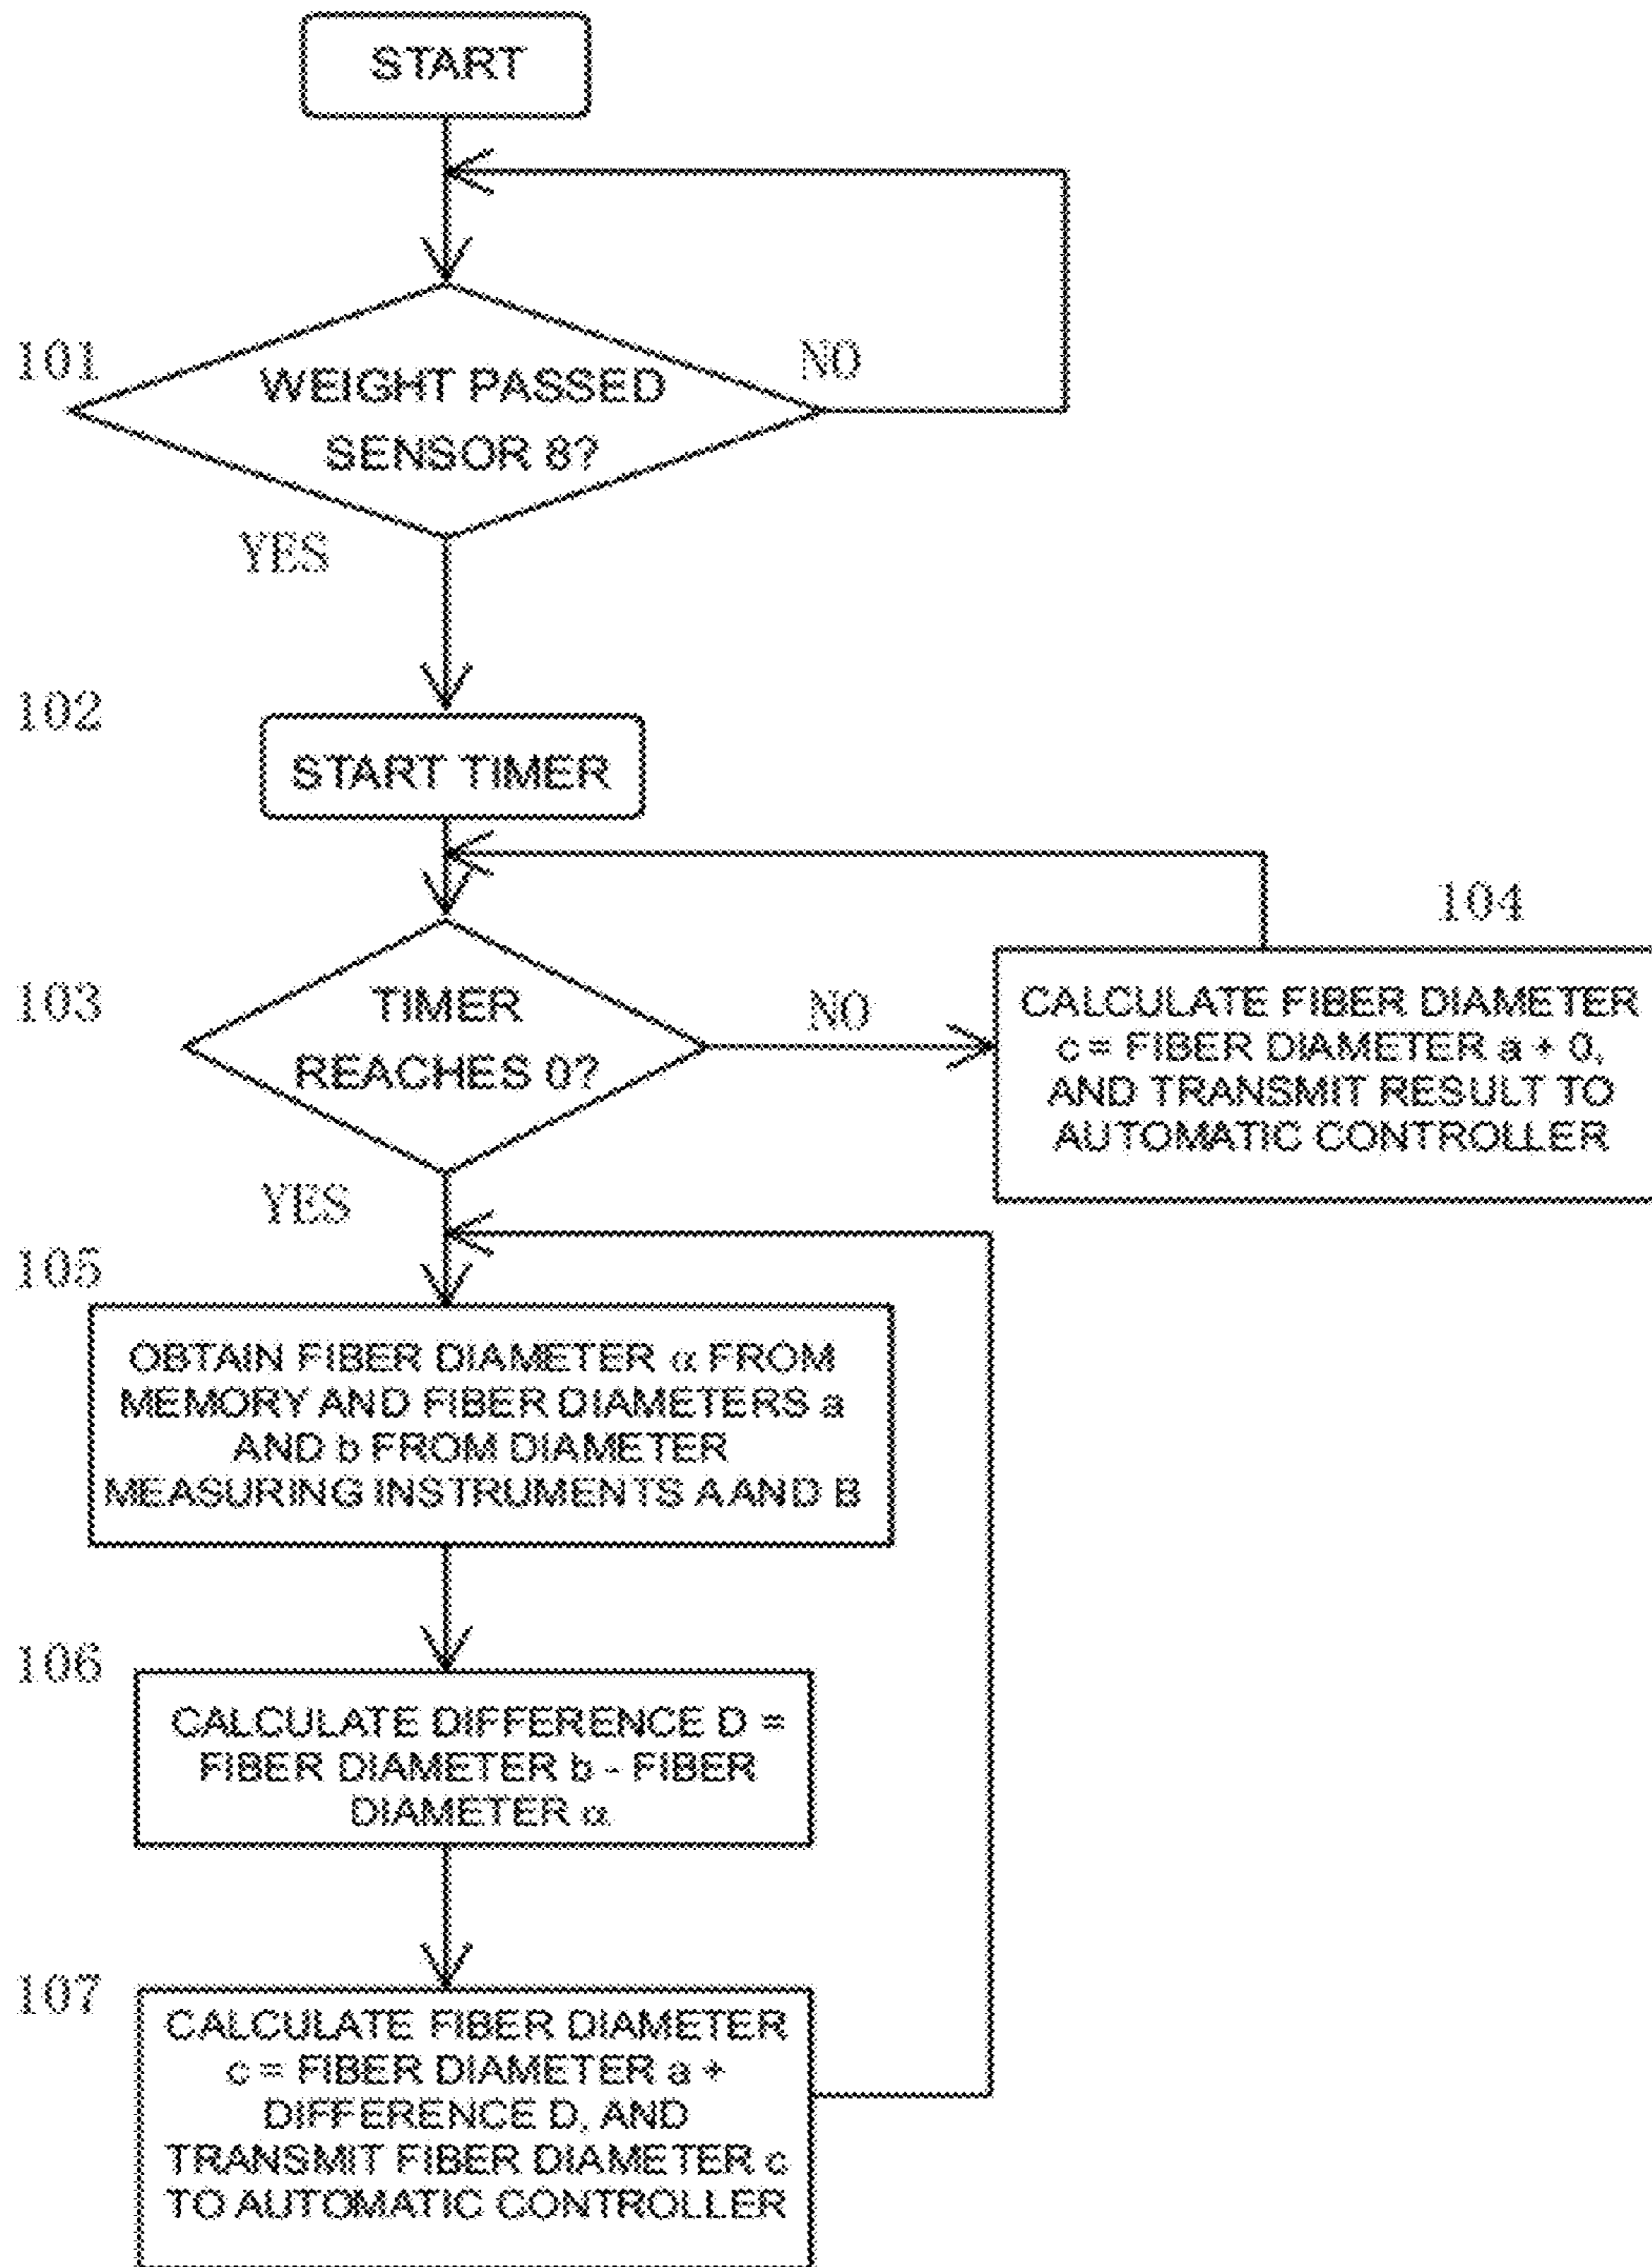 START
101
WEIGHT PASSED
SENSOR 8?
NO
YES
102
START TIMER
103
TIMER
REACHES 0?
NO
104
CALCULATE FIBER DIAMETER
c = FIBER DIAMETER a + 0,
AND TRANSMIT RESULT TO
AUTOMATIC CONTROLLER
YES
105
OBTAIN FIBER DIAMETER α FROM
MEMORY AND FIBER DIAMETERS a
AND b FROM DIAMETER
MEASURING INSTRUMENTS A AND B
106
CALCULATE DIFFERENCE D =
FIBER DIAMETER b - FIBER
DIAMETER α
107
CALCULATE FIBER DIAMETER
c = FIBER DIAMETER a +
DIFFERENCE D, AND
TRANSMIT FIBER DIAMETER c
TO AUTOMATIC CONTROLLER